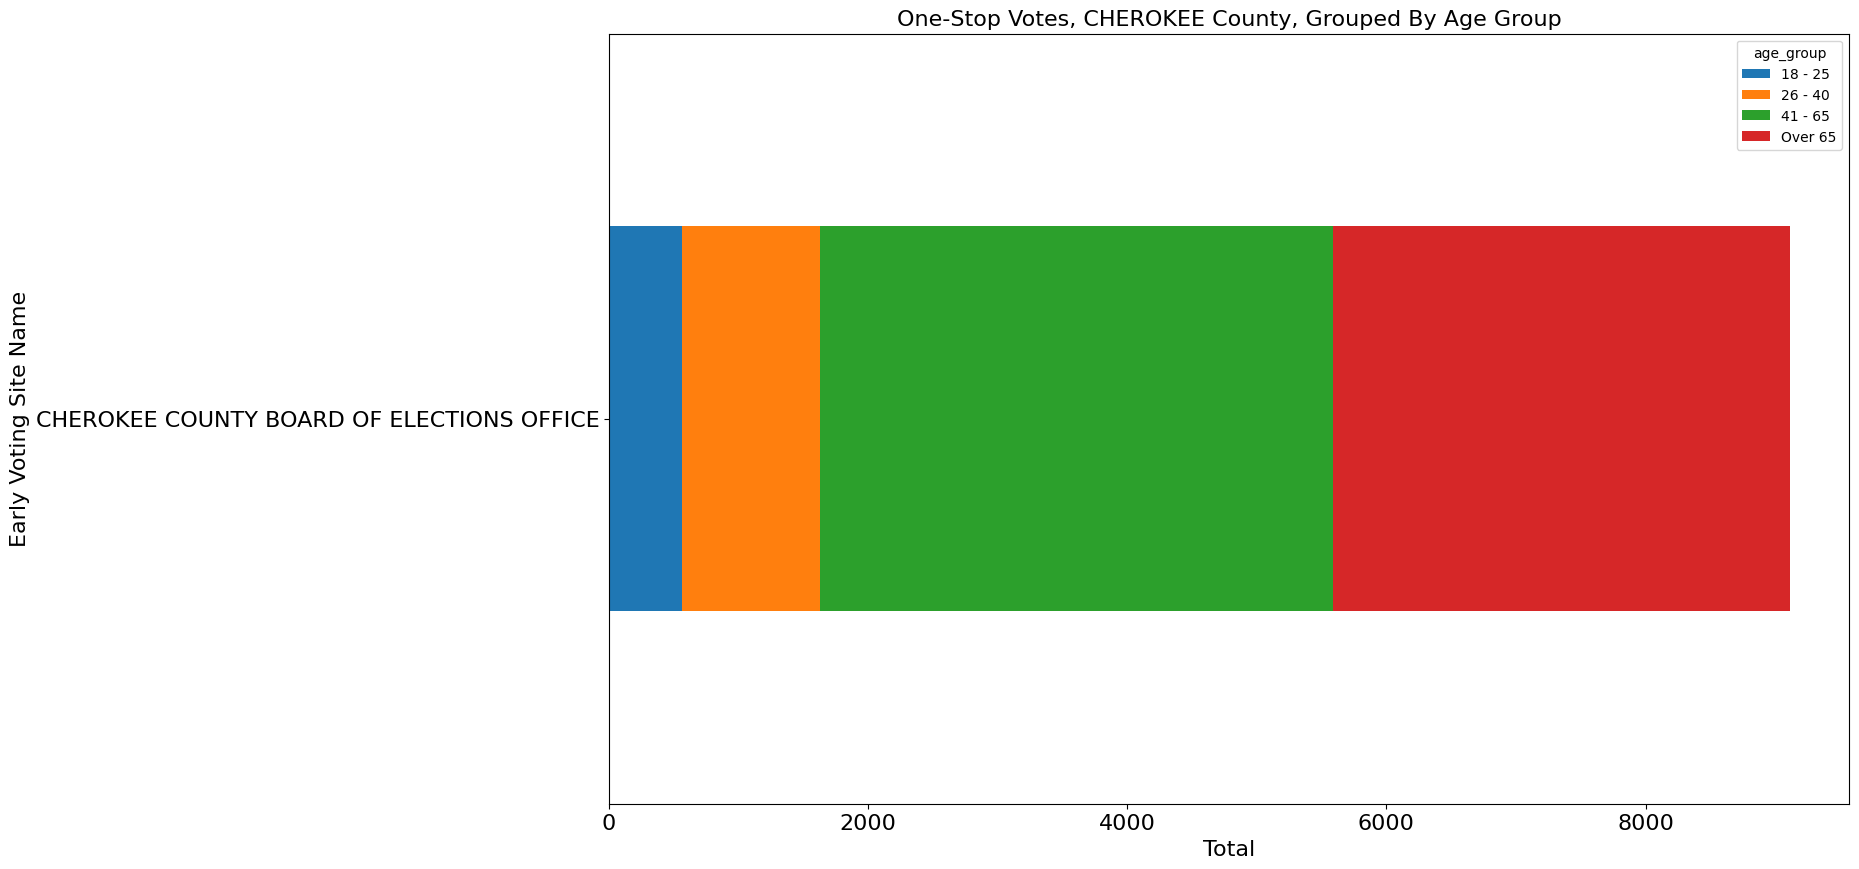 One-Stop Votes, CHEROKEE County, Grouped By Age Group
age_group
18 - 25
26 - 40
41 - 65
Over 65
Early Voting Site Name
CHEROKEE COUNTY BOARD OF ELECTIONS OFFICE
0 2000 4000 6000 8000
Total